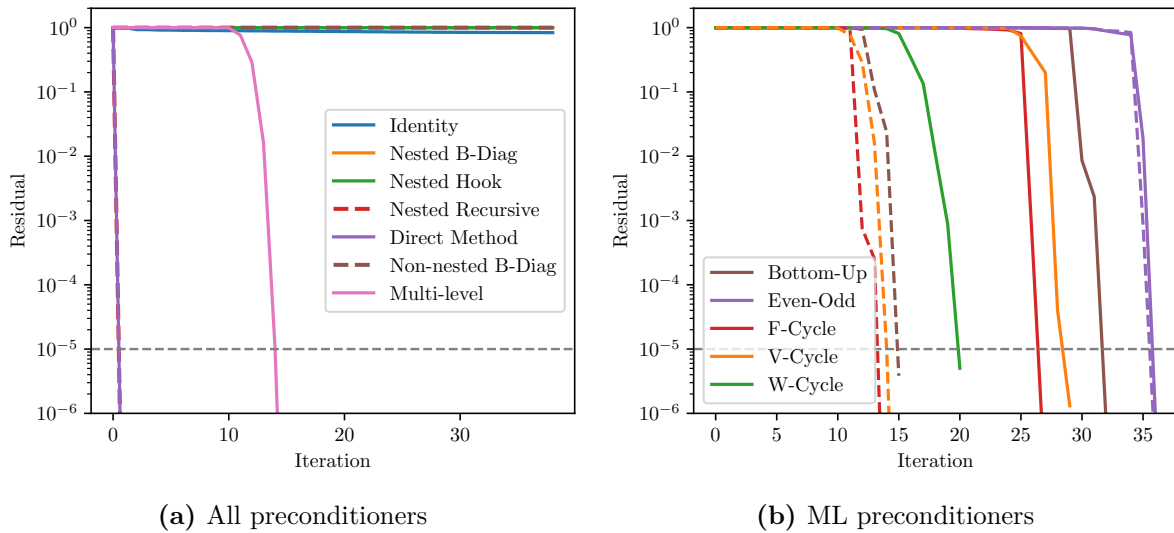 10^0
10^-1
10^-2
10^-3
10^-4
10^-5
10^-6
Residual
0 10 20 30
Iteration
Identity
Nested B-Diag
Nested Hook
Nested Recursive
Direct Method
Non-nested B-Diag
Multi-level
(a) All preconditioners
10^0
10^-1
10^-2
10^-3
10^-4
10^-5
10^-6
Residual
0 5 10 15 20 25 30 35
Iteration
Bottom-Up
Even-Odd
F-Cycle
V-Cycle
W-Cycle
(b) ML preconditioners